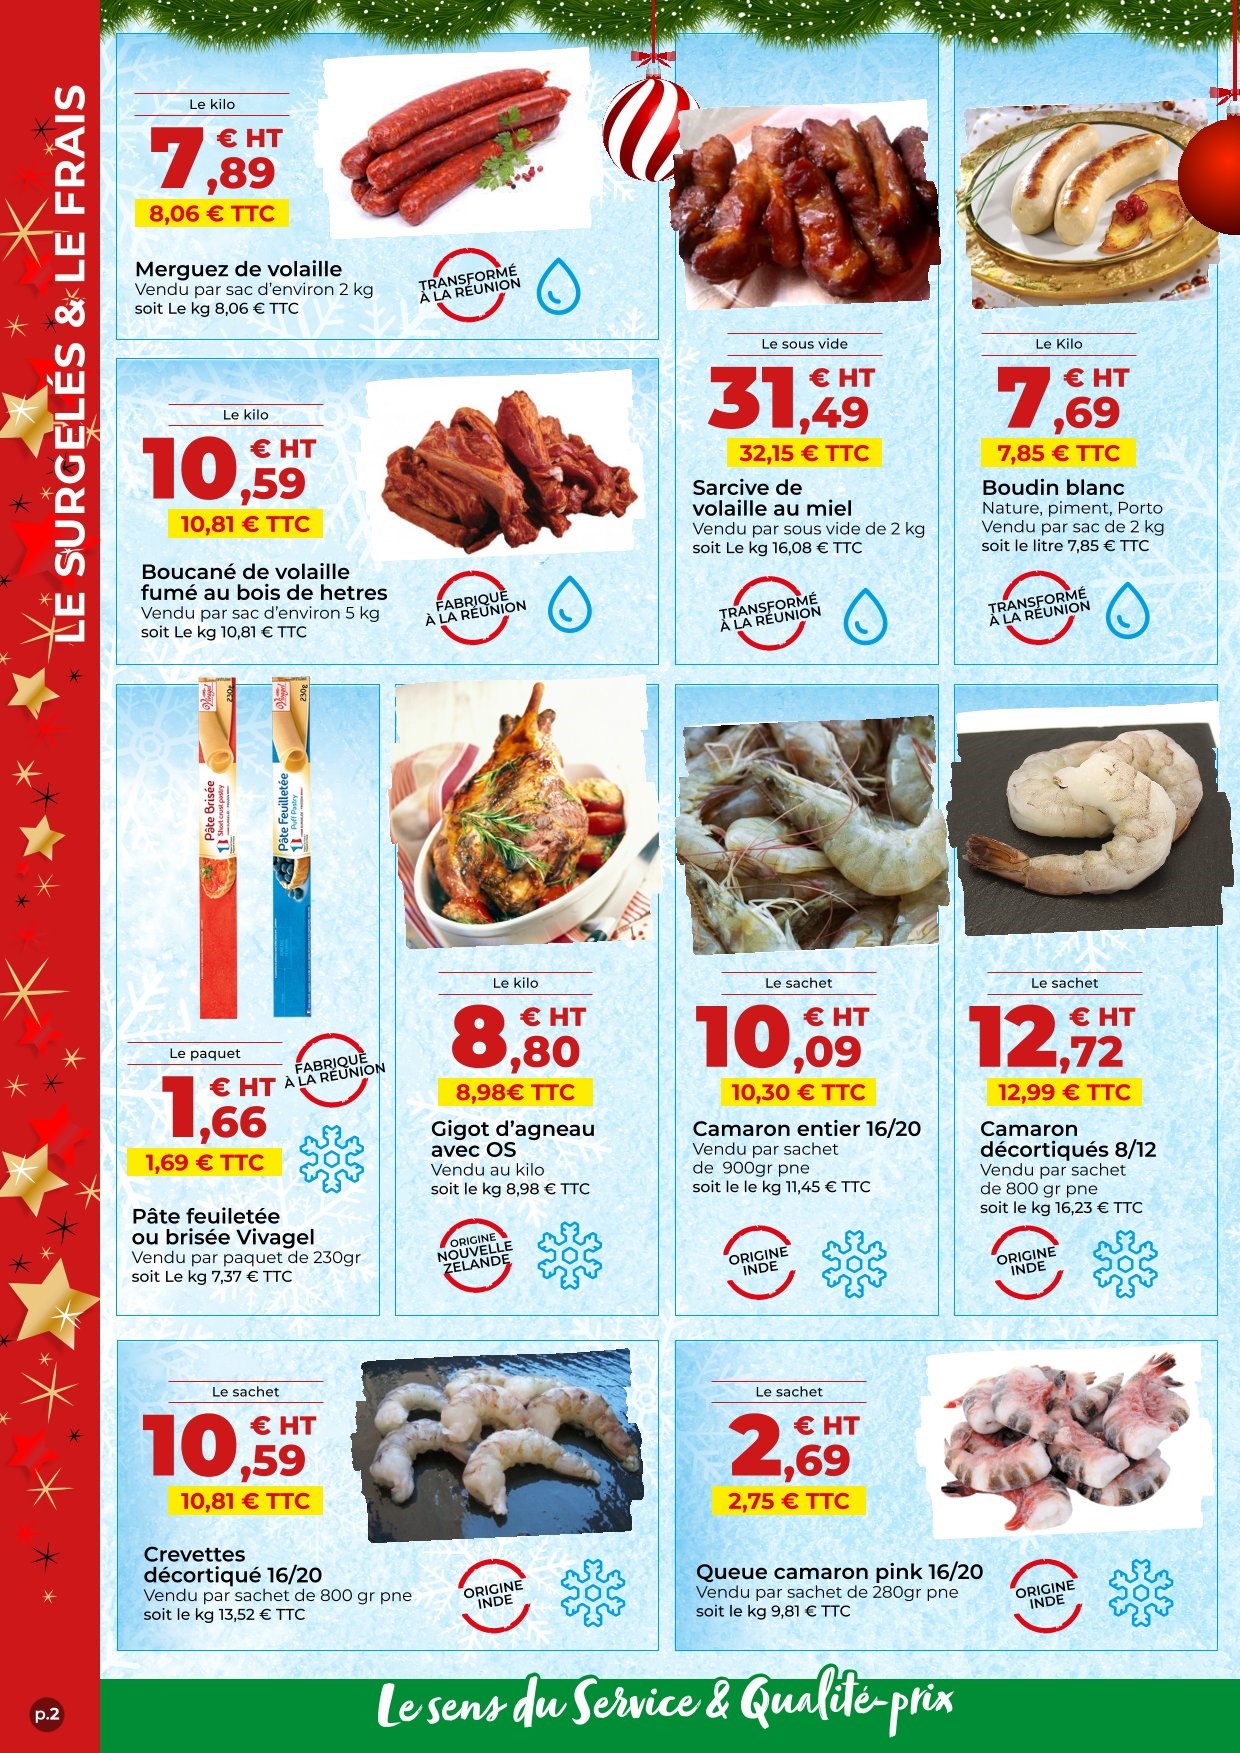 LE SURGELÉS & LE FRAIS
Le kilo
7,89 € HT
8,06 € TTC
Merguez de volaille
Vendu par sac d'environ 2 kg
soit Le kg 8,06 € TTC
TRANSFORMÉ
À LA RÉUNION
Le kilo
10,59 € HT
10,81 € TTC
Boucané de volaille
fumé au bois de hetres
Vendu par sac d'environ 5 kg
soit Le kg 10,81 € TTC
FABRIQUÉ
À LA RÉUNION
Le sous vide
31,49 € HT
32,15 € TTC
Sarcive de
volaille au miel
Vendu par sous vide de 2 kg
soit Le kg 16,08 € TTC
TRANSFORMÉ
À LA RÉUNION
Le Kilo
7,69 € HT
7,85 € TTC
Boudin blanc
Nature, piment, Porto
Vendu par sac de 2 kg
soit le litre 7,85 € TTC
TRANSFORMÉ
À LA RÉUNION
230g
Pâte Brisée
Short crust pastry
230g
Pâte Feuilletée
Puff Pastry
Le paquet
1,66 € HT
1,69 € TTC
FABRIQUÉ
À LA RÉUNION
Pâte feuiletée
ou brisée Vivagel
Vendu par paquet de 230gr
soit Le kg 7,37 € TTC
Le kilo
8,80 € HT
8,98€ TTC
Gigot d'agneau
avec OS
Vendu au kilo
soit le kg 8,98 € TTC
ORIGINE
NOUVELLE
ZELANDE
Le sachet
10,09 € HT
10,30 € TTC
Camaron entier 16/20
Vendu par sachet
de 900gr pne
soit le le kg 11,45 € TTC
ORIGINE
INDE
Le sachet
12,72 € HT
12,99 € TTC
Camaron
décortiqués 8/12
Vendu par sachet
de 800 gr pne
soit le kg 16,23 € TTC
ORIGINE
INDE
Le sachet
10,59 € HT
10,81 € TTC
Crevettes
décortiqué 16/20
Vendu par sachet de 800 gr pne
soit le kg 13,52 € TTC
ORIGINE
INDE
Le sachet
2,69 € HT
2,75 € TTC
Queue camaron pink 16/20
Vendu par sachet de 280gr pne
soit le kg 9,81 € TTC
ORIGINE
INDE
p.2
Le sens du Service & Qualité-prix